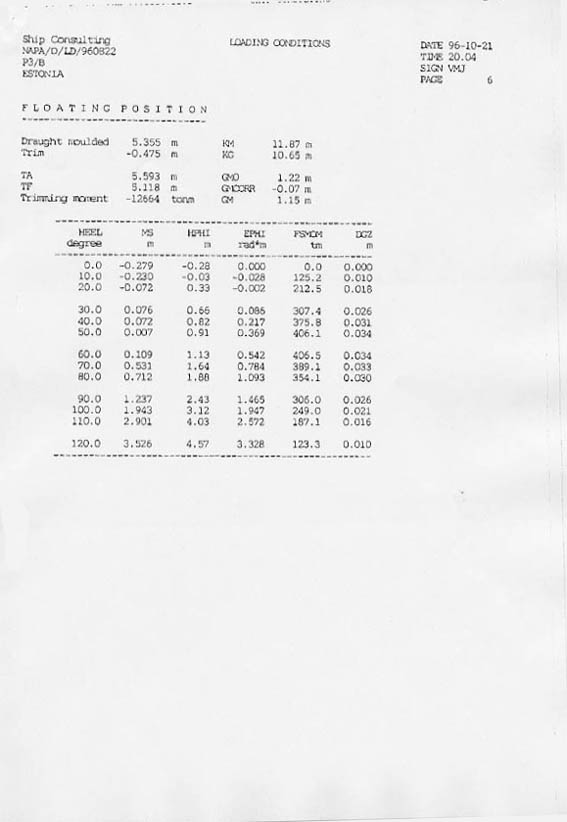 Ship Consulting LOADING CONDITIONS DATE 96-10-21
NAPA/D/LD/960822 TIME 20.04
P3/B SIGN VMJ
ESTONIA PAGE 6
FLOATING POSITION
Draught moulded 5.355 m KM 11.87 m
Trim -0.475 m KG 10.65 m
TA 5.593 m GMO 1.22 m
TF 5.118 m GMCORR -0.07 m
Trimming moment -12664 tonm GM 1.15 m
HEEL MS HPHI EPHI FSMOM DGZ
degree m m rad*m tm m
0.0 -0.279 -0.28 0.000 0.0 0.000
10.0 -0.230 -0.03 -0.028 125.2 0.010
20.0 -0.072 0.33 -0.002 212.5 0.018
30.0 0.076 0.66 0.086 307.4 0.026
40.0 0.072 0.82 0.217 375.8 0.031
50.0 0.007 0.91 0.369 406.1 0.034
60.0 0.109 1.13 0.542 406.5 0.034
70.0 0.531 1.64 0.784 389.1 0.033
80.0 0.712 1.88 1.093 354.1 0.030
90.0 1.237 2.43 1.465 306.0 0.026
100.0 1.943 3.12 1.947 249.0 0.021
110.0 2.901 4.03 2.572 187.1 0.016
120.0 3.526 4.57 3.328 123.3 0.010